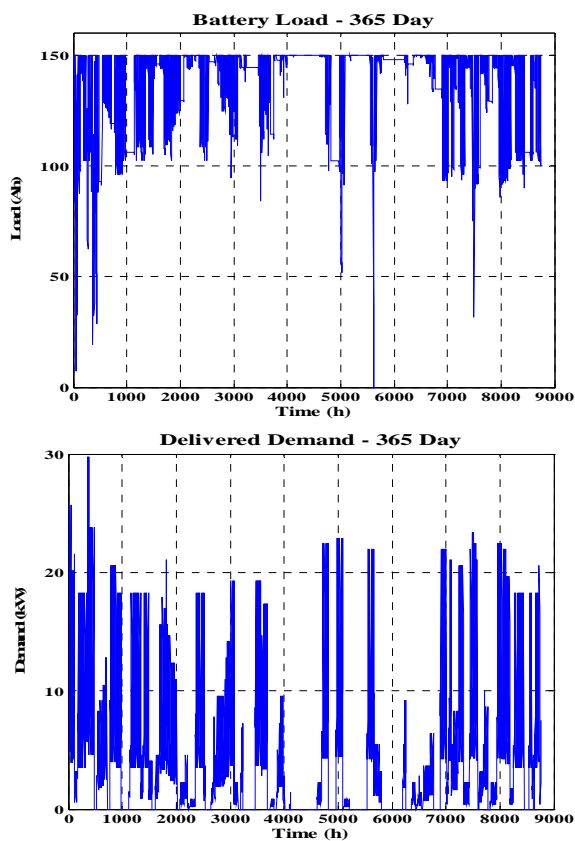 Battery Load - 365 Day
150
100
50
0
Load (Ah)
0 1000 2000 3000 4000 5000 6000 7000 8000 9000
Time (h)
Delivered Demand - 365 Day
30
20
10
0
Demand (kW)
0 1000 2000 3000 4000 5000 6000 7000 8000 9000
Time (h)